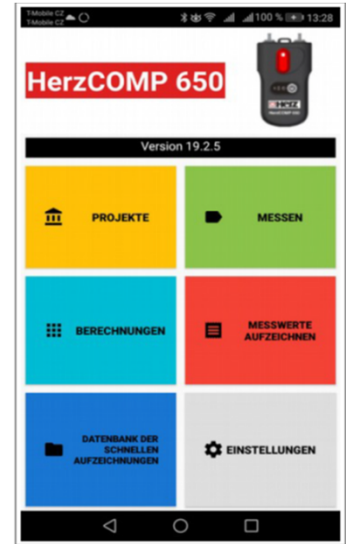 T-Mobile CZ
T-Mobile CZ
100 %
13:28
HerzCOMP 650
HERZ
Version 19.2.5
PROJEKTE
MESSEN
BERECHNUNGEN
MESSWERTE
AUFZEICHNEN
DATENBANK DER
SCHNELLEN
AUFZEICHNUNGEN
EINSTELLUNGEN